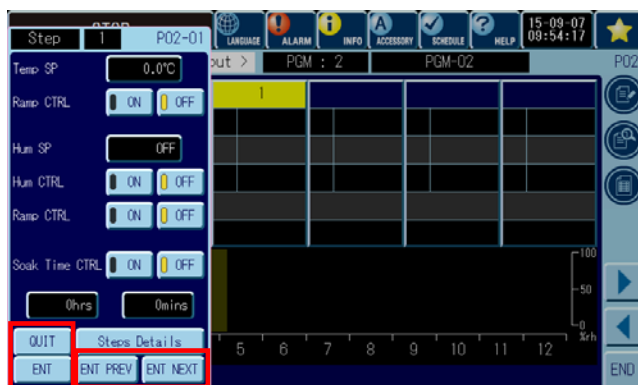 STOP
LANGUAGE ALARM INFO ACCESSORY SCHEDULE HELP 15-09-07
09:54:17
Step 1 P02-01
put > PGM : 2 PGM-02 P02
Temp SP 0.0℃
Ramp CTRL ON OFF
1
Hum SP OFF
Hum CTRL ON OFF
Ramp CTRL ON OFF
Soak Time CTRL ON OFF
100
50
0
%rh
0hrs 0mins
QUIT Steps Details
5 6 7 8 9 10 11 12
ENT ENT PREV ENT NEXT END